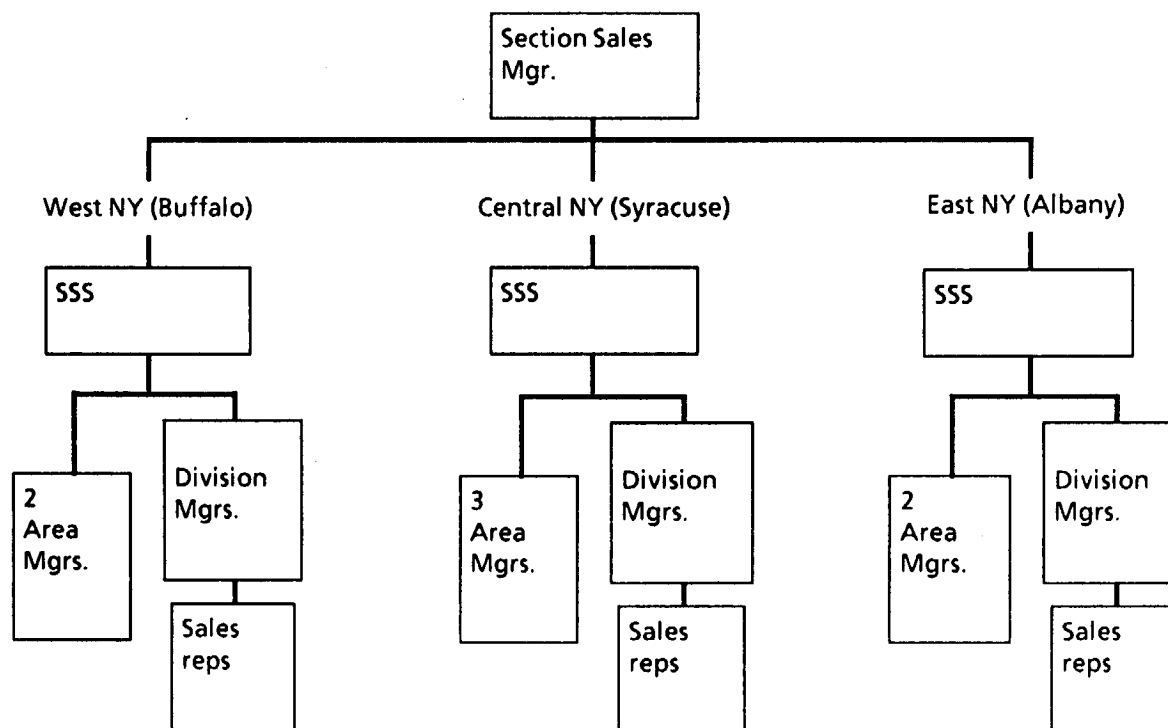 Section Sales
Mgr.
West NY (Buffalo)
Central NY (Syracuse)
East NY (Albany)
SSS
SSS
SSS
2
Area
Mgrs.
Division
Mgrs.
Sales
reps
3
Area
Mgrs.
Division
Mgrs.
Sales
reps
2
Area
Mgrs.
Division
Mgrs.
Sales
reps